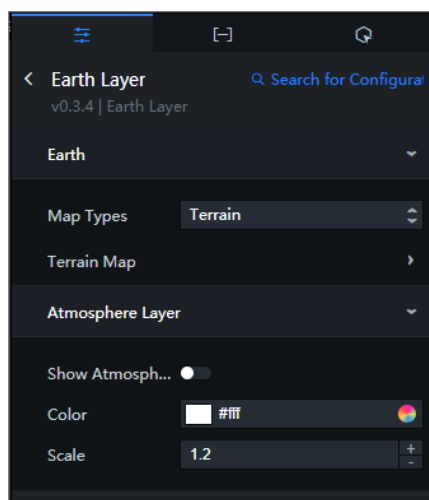 Earth Layer
Search for Configurat
v0.3.4 | Earth Layer
Earth
Map Types Terrain
Terrain Map
Atmosphere Layer
Show Atmosph...
Color #fff
Scale 1.2 + -